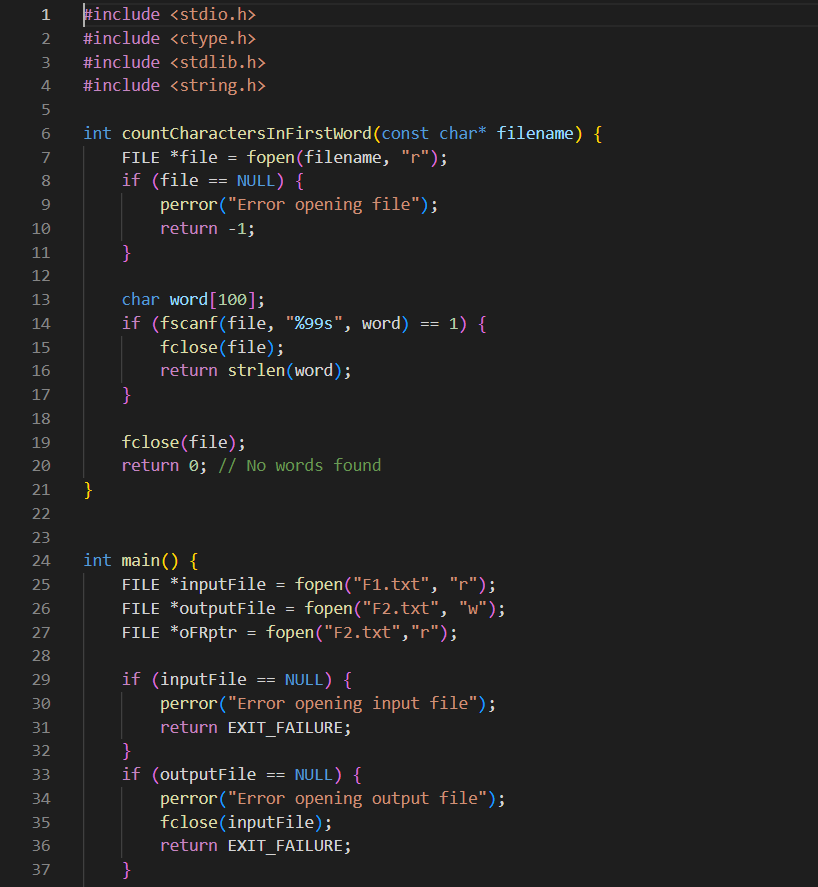 1 #include <stdio.h>
2 #include <ctype.h>
3 #include <stdlib.h>
4 #include <string.h>
5
6 int countCharactersInFirstWord(const char* filename) {
7     FILE *file = fopen(filename, "r");
8     if (file == NULL) {
9         perror("Error opening file");
10         return -1;
11     }
12
13     char word[100];
14     if (fscanf(file, "%99s", word) == 1) {
15         fclose(file);
16         return strlen(word);
17     }
18
19     fclose(file);
20     return 0; // No words found
21 }
22
23
24 int main() {
25     FILE *inputFile = fopen("F1.txt", "r");
26     FILE *outputFile = fopen("F2.txt", "w");
27     FILE *oFRptr = fopen("F2.txt","r");
28
29     if (inputFile == NULL) {
30         perror("Error opening input file");
31         return EXIT_FAILURE;
32     }
33     if (outputFile == NULL) {
34         perror("Error opening output file");
35         fclose(inputFile);
36         return EXIT_FAILURE;
37     }